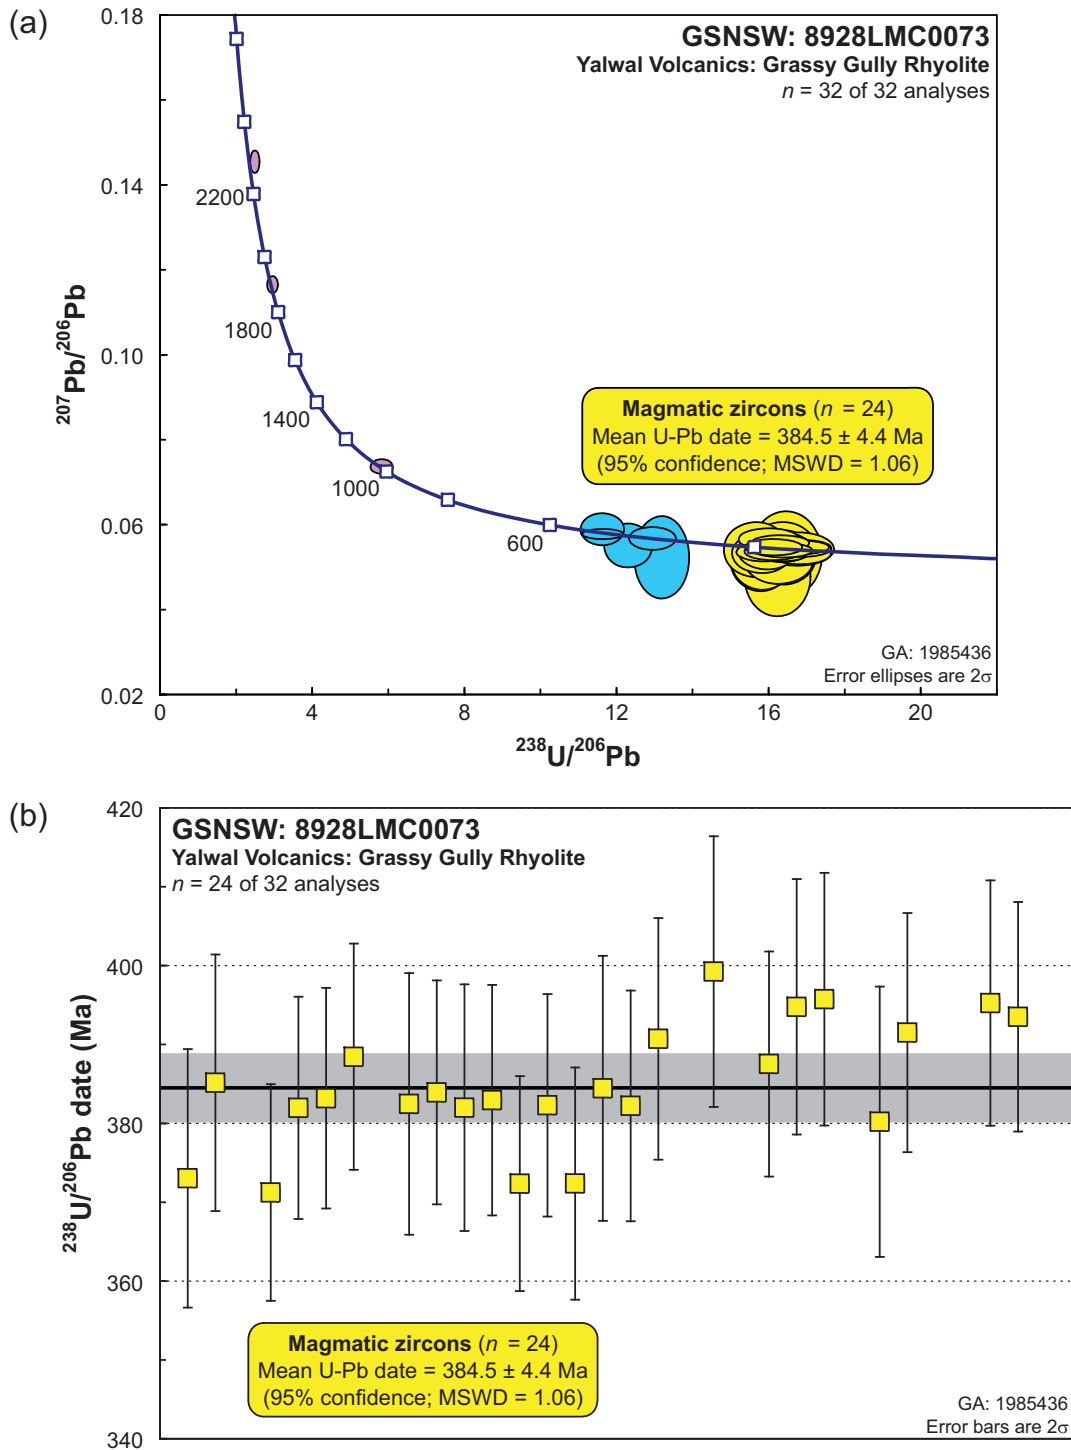 (a)
0.18
GSNSW: 8928LMC0073
Yalwal Volcanics: Grassy Gully Rhyolite
n = 32 of 32 analyses
0.14
2200
1800
0.10
1400
Magmatic zircons (n = 24)
Mean U-Pb date = 384.5 ± 4.4 Ma
(95% confidence; MSWD = 1.06)
1000
0.06
600
GA: 1985436
Error ellipses are 2σ
0.02
0 4 8 12 16 20
²⁰⁷Pb/²⁰⁶Pb
²³⁸U/²⁰⁶Pb
(b)
420
GSNSW: 8928LMC0073
Yalwal Volcanics: Grassy Gully Rhyolite
n = 24 of 32 analyses
400
380
360
340
²³⁸U/²⁰⁶Pb date (Ma)
Magmatic zircons (n = 24)
Mean U-Pb date = 384.5 ± 4.4 Ma
(95% confidence; MSWD = 1.06)
GA: 1985436
Error bars are 2σ